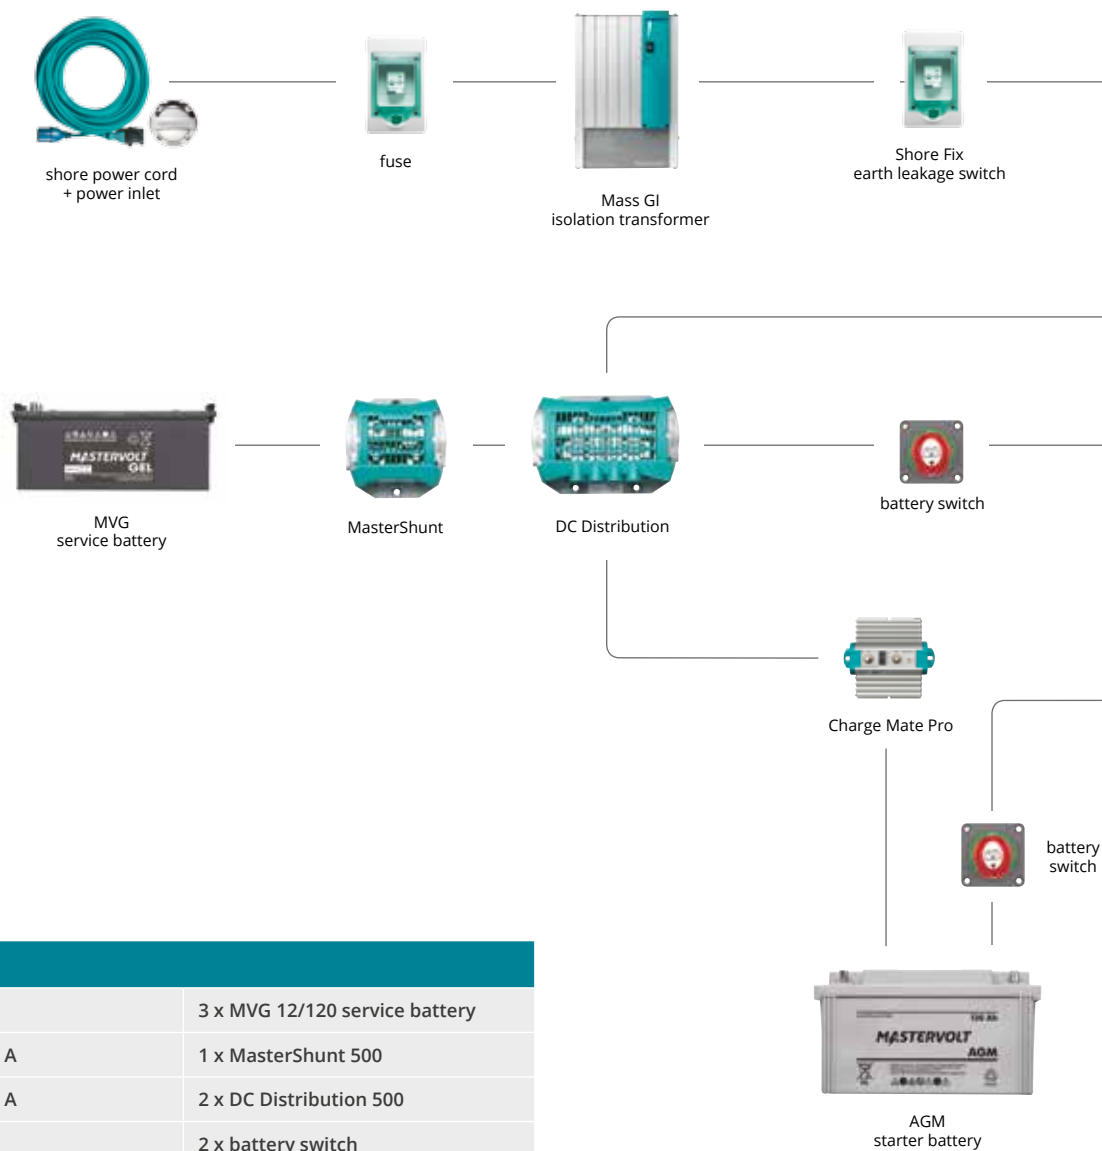 shore power cord
+ power inlet
fuse
Mass GI
isolation transformer
Shore Fix
earth leakage switch
MASTERVOLT
GEL
MVG
service battery
MasterShunt
DC Distribution
battery switch
Charge Mate Pro
battery
switch
MASTERVOLT
AGM
AGM
starter battery
3 x MVG 12/120 service battery
A
1 x MasterShunt 500
A
2 x DC Distribution 500
2 x battery switch